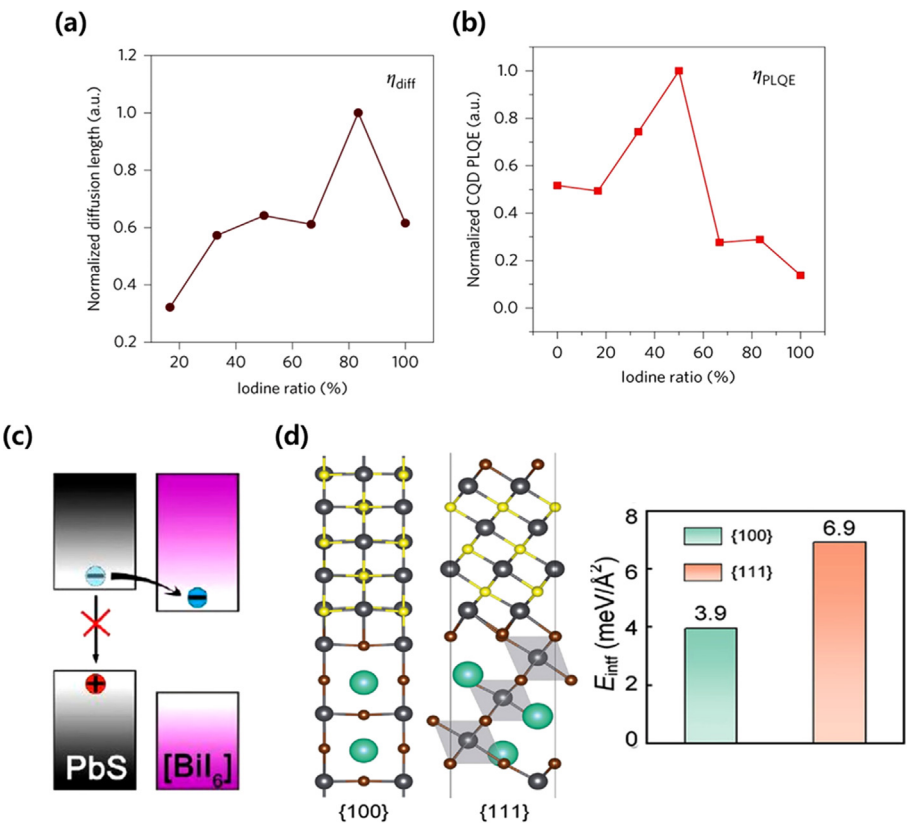 (a)
1.2
1.0
0.8
0.6
0.4
0.2
Normalized diffusion length (a.u.)
ηdiff
20 40 60 80 100
Iodine ratio (%)
(b)
1.0
0.8
0.6
0.4
0.2
0.0
Normalized CQD PLQE (a.u.)
ηPLQE
0 20 40 60 80 100
Iodine ratio (%)
(c)
PbS
[BiI6]
(d)
{100}
{111}
8
6
4
2
0
Eintf (meV/Å2)
{100}
{111}
3.9
6.9